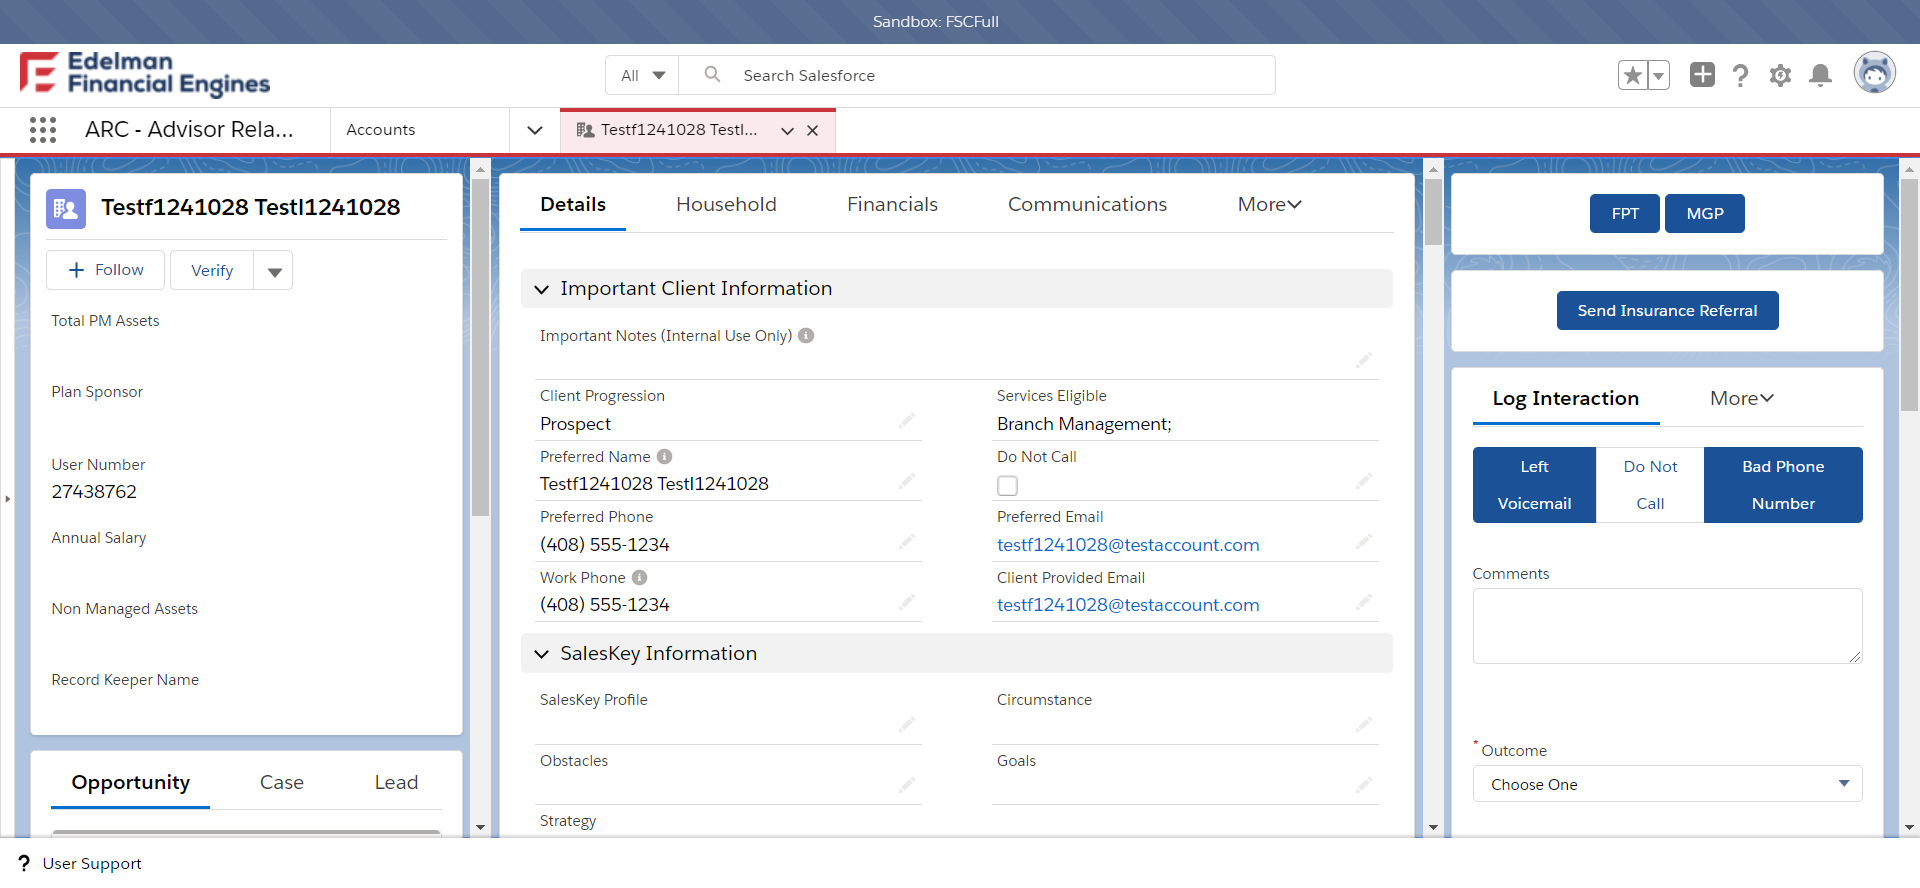 Sandbox: FSCFull
Edelman
Financial Engines
All
Search Salesforce
ARC - Advisor Rela...
Accounts
Testf1241028 Testl...
Testf1241028 Testl1241028
Follow
Verify
Total PM Assets
Plan Sponsor
User Number
27438762
Annual Salary
Non Managed Assets
Record Keeper Name
Opportunity
Case
Lead
Details
Household
Financials
Communications
More
Important Client Information
Important Notes (Internal Use Only)
Client Progression
Prospect
Services Eligible
Branch Management;
Preferred Name
Testf1241028 Testl1241028
Do Not Call
Preferred Phone
(408) 555-1234
Preferred Email
testf1241028@testaccount.com
Work Phone
(408) 555-1234
Client Provided Email
testf1241028@testaccount.com
SalesKey Information
SalesKey Profile
Circumstance
Obstacles
Goals
Strategy
FPT
MGP
Send Insurance Referral
Log Interaction
More
Left
Voicemail
Do Not
Call
Bad Phone
Number
Comments
* Outcome
Choose One
? User Support